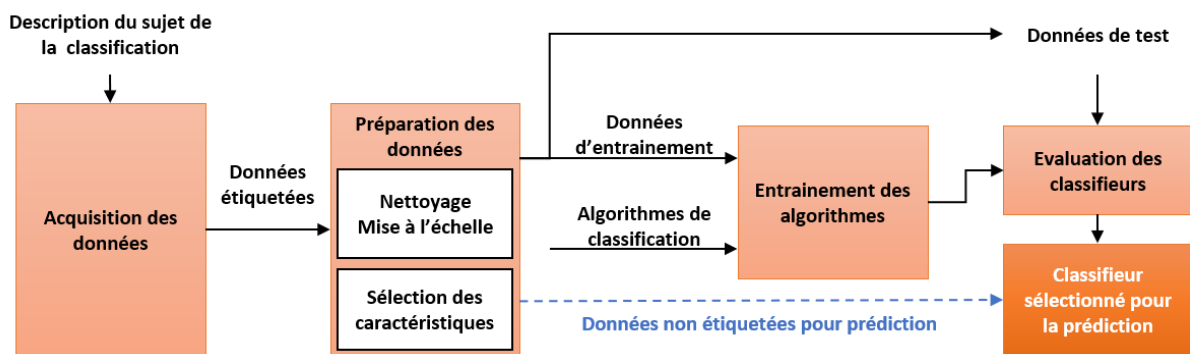 Description du sujet de
la classification
Acquisition des
données
Données
étiquetées
Préparation des
données
Nettoyage
Mise à l'échelle
Sélection des
caractéristiques
Données
d'entrainement
Algorithmes de
classification
Entrainement des
algorithmes
Données de test
Evaluation des
classifieurs
Classifieur
sélectionné pour
la prédiction
Données non étiquetées pour prédiction